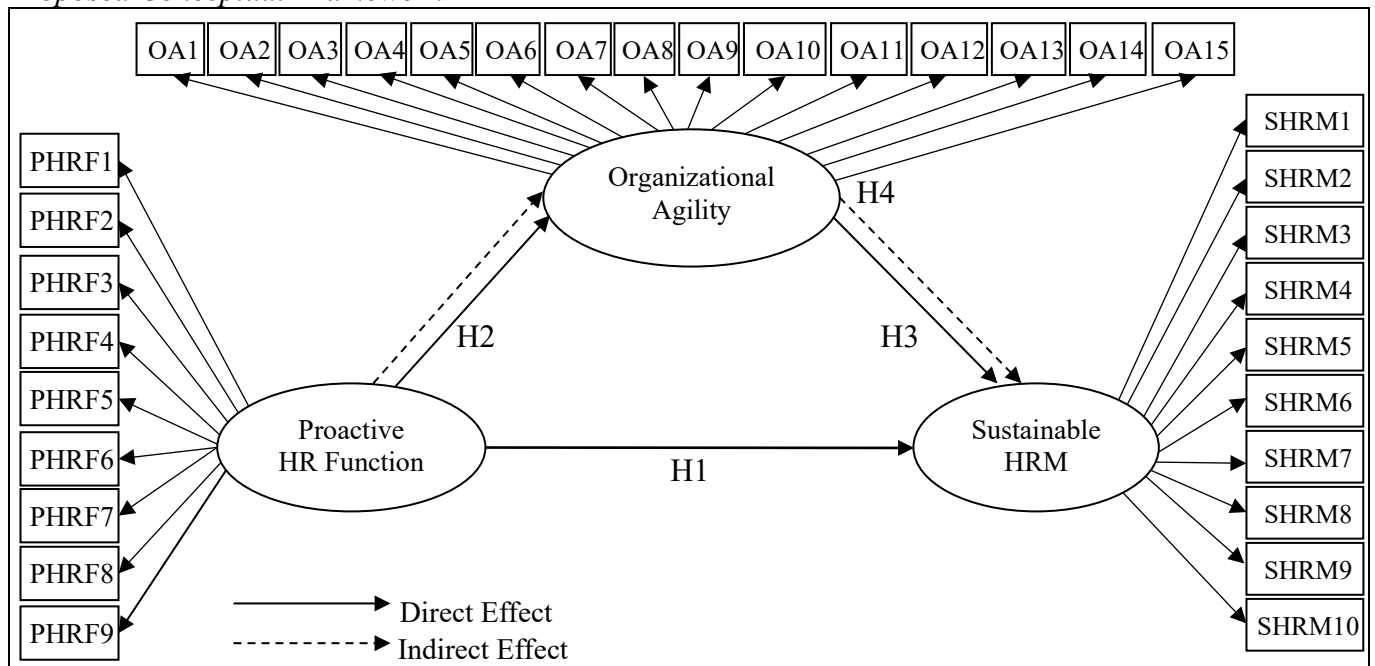 OA1 OA2 OA3 OA4 OA5 OA6 OA7 OA8 OA9 OA10 OA11 OA12 OA13 OA14 OA15
PHRF1
PHRF2
PHRF3
PHRF4
PHRF5
PHRF6
PHRF7
PHRF8
PHRF9
Organizational
Agility
H4
H2
H3
Proactive
HR Function
H1
Sustainable
HRM
SHRM1
SHRM2
SHRM3
SHRM4
SHRM5
SHRM6
SHRM7
SHRM8
SHRM9
SHRM10
Direct Effect
Indirect Effect